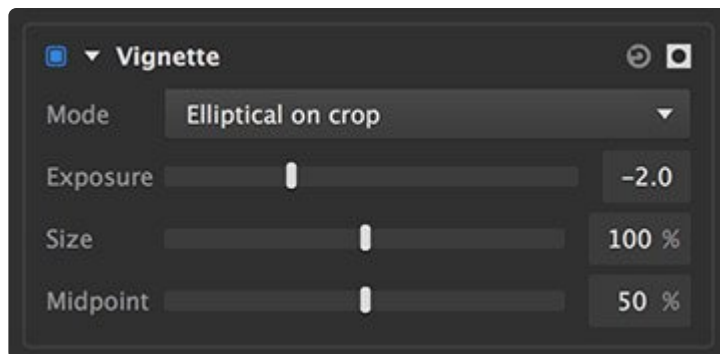 Vignette
Mode Elliptical on crop
Exposure -2.0
Size 100 %
Midpoint 50 %